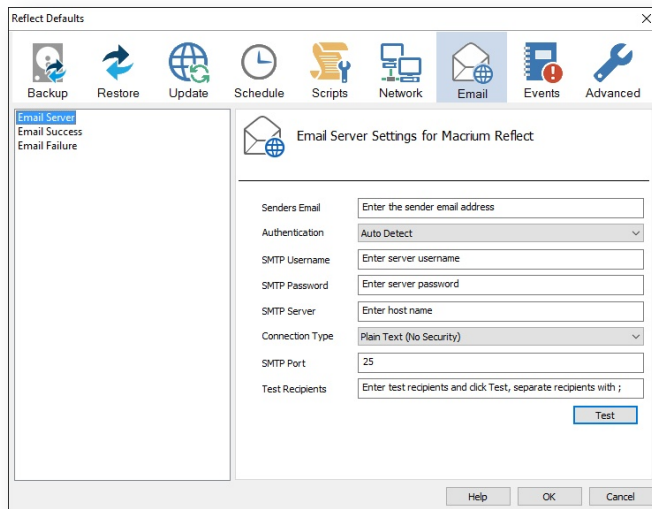 Reflect Defaults
Backup Restore Update Schedule Scripts Network Email Events Advanced
Email Server
Email Success
Email Failure
Email Server Settings for Macrium Reflect
Senders Email Enter the sender email address
Authentication Auto Detect
SMTP Username Enter server username
SMTP Password Enter server password
SMTP Server Enter host name
Connection Type Plain Text (No Security)
SMTP Port 25
Test Recipients Enter test recipients and click Test, separate recipients with ;
Test
Help OK Cancel